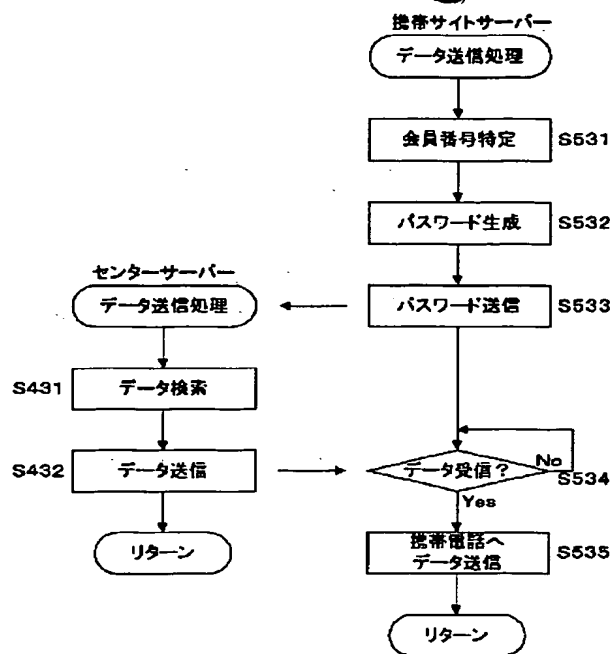 携帯サイトサーバー
データ送信処理
会員番号特定 S531
パスワード生成 S532
センターサーバー
データ送信処理
パスワード送信 S533
S431 データ検索
S432 データ送信
データ受信？ No
S534
Yes
携帯電話へ
データ送信 S535
リターン
リターン